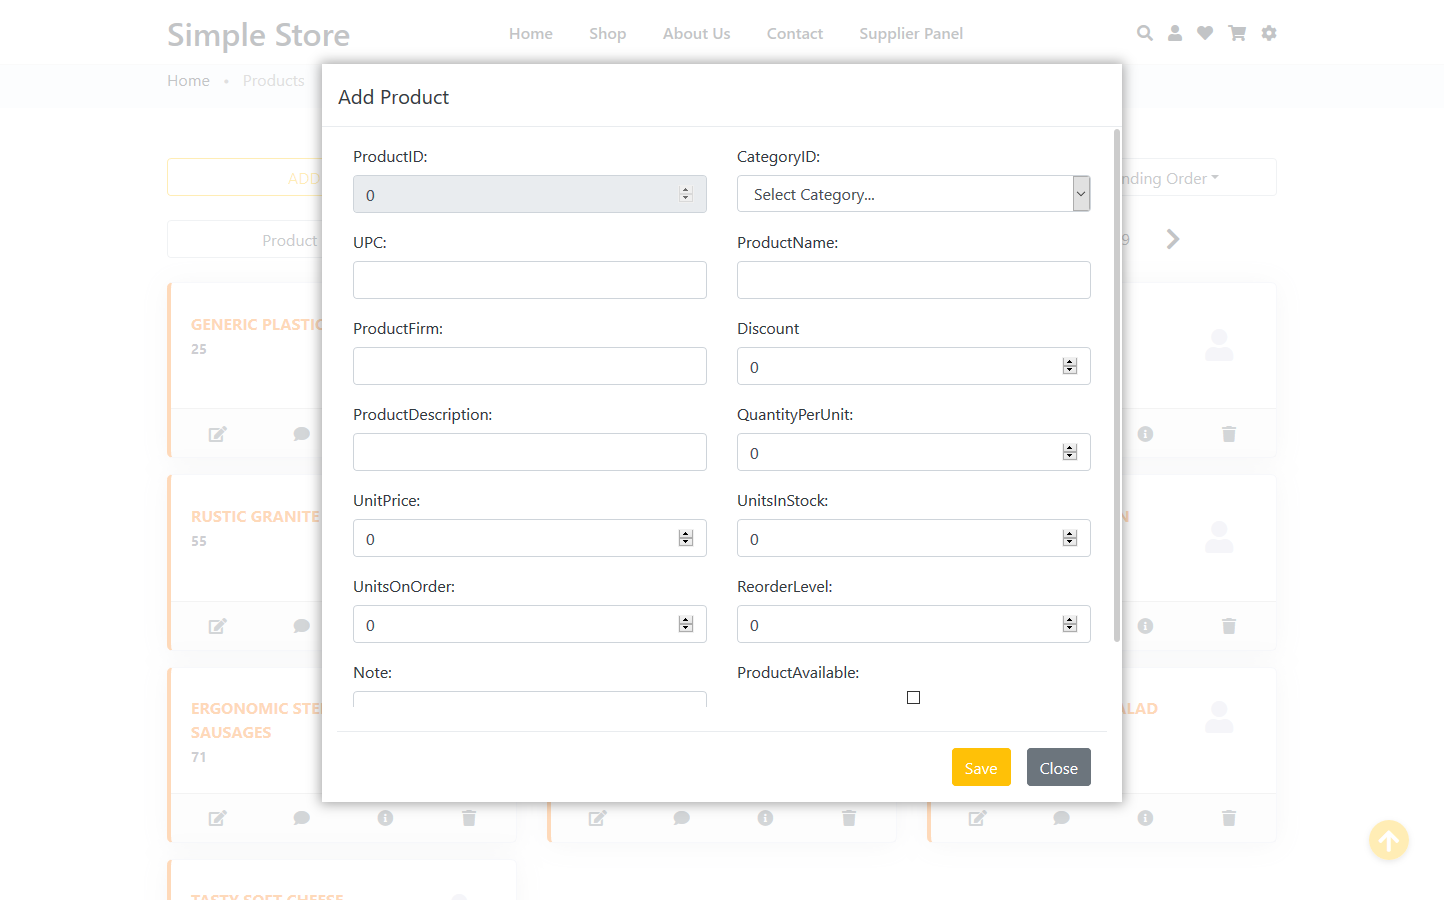 Simple Store
Home Shop About Us Contact Supplier Panel
Home • Products
Add Product
ADD
nding Order
Product
9
ProductID:
CategoryID:
0
Select Category...
UPC:
ProductName:
ProductFirm:
Discount
0
ProductDescription:
QuantityPerUnit:
0
UnitPrice:
UnitsInStock:
0
0
UnitsOnOrder:
ReorderLevel:
0
0
Note:
ProductAvailable:
Save
Close
GENERIC PLASTIC
25
RUSTIC GRANITE
55
N
ERGONOMIC STE
SAUSAGES
71
ALAD
TASTY SOFT CHEESE